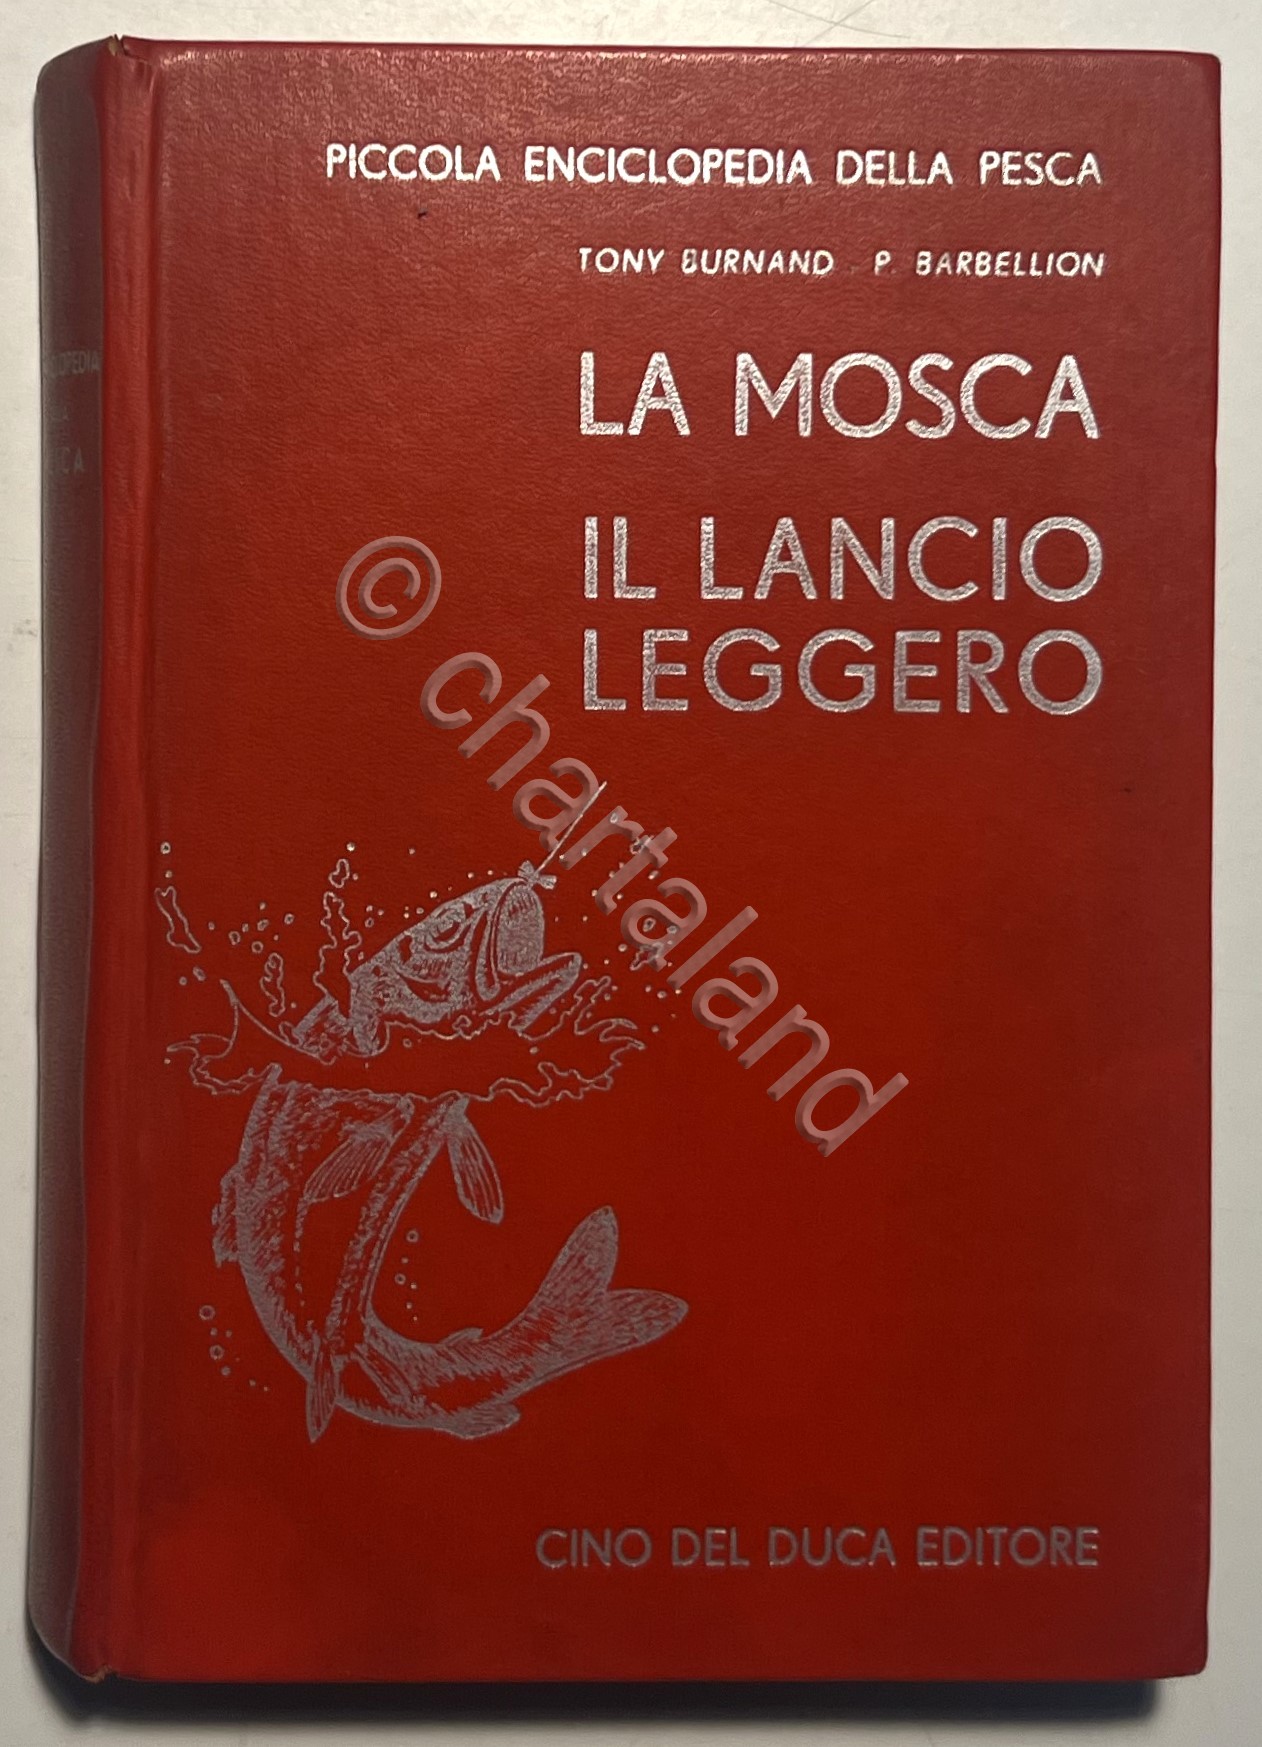 PICCOLA ENCICLOPEDIA DELLA PESCA
TONY BURNAND - P. BARBELLION
LA MOSCA
IL LANCIO
LEGGERO
© chartaland
CINO DEL DUCA EDITORE